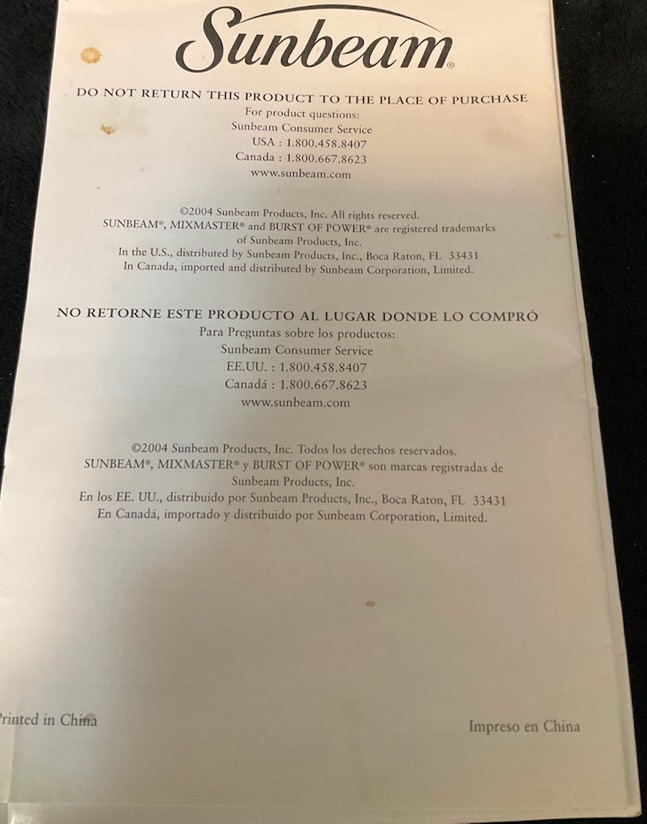 Sunbeam®
DO NOT RETURN THIS PRODUCT TO THE PLACE OF PURCHASE
For product questions:
Sunbeam Consumer Service
USA : 1.800.458.8407
Canada : 1.800.667.8623
www.sunbeam.com
©2004 Sunbeam Products, Inc. All rights reserved.
SUNBEAM®, MIXMASTER® and BURST OF POWER® are registered trademarks
of Sunbeam Products, Inc.
In the U.S., distributed by Sunbeam Products, Inc., Boca Raton, FL 33431
In Canada, imported and distributed by Sunbeam Corporation, Limited.
NO RETORNE ESTE PRODUCTO AL LUGAR DONDE LO COMPRÓ
Para Preguntas sobre los productos:
Sunbeam Consumer Service
EE.UU. : 1.800.458.8407
Canadá : 1.800.667.8623
www.sunbeam.com
©2004 Sunbeam Products, Inc. Todos los derechos reservados.
SUNBEAM®, MIXMASTER® y BURST OF POWER® son marcas registradas de
Sunbeam Products, Inc.
En los EE. UU., distribuido por Sunbeam Products, Inc., Boca Raton, FL 33431
En Canadá, importado y distribuido por Sunbeam Corporation, Limited.
Printed in China
Impreso en China